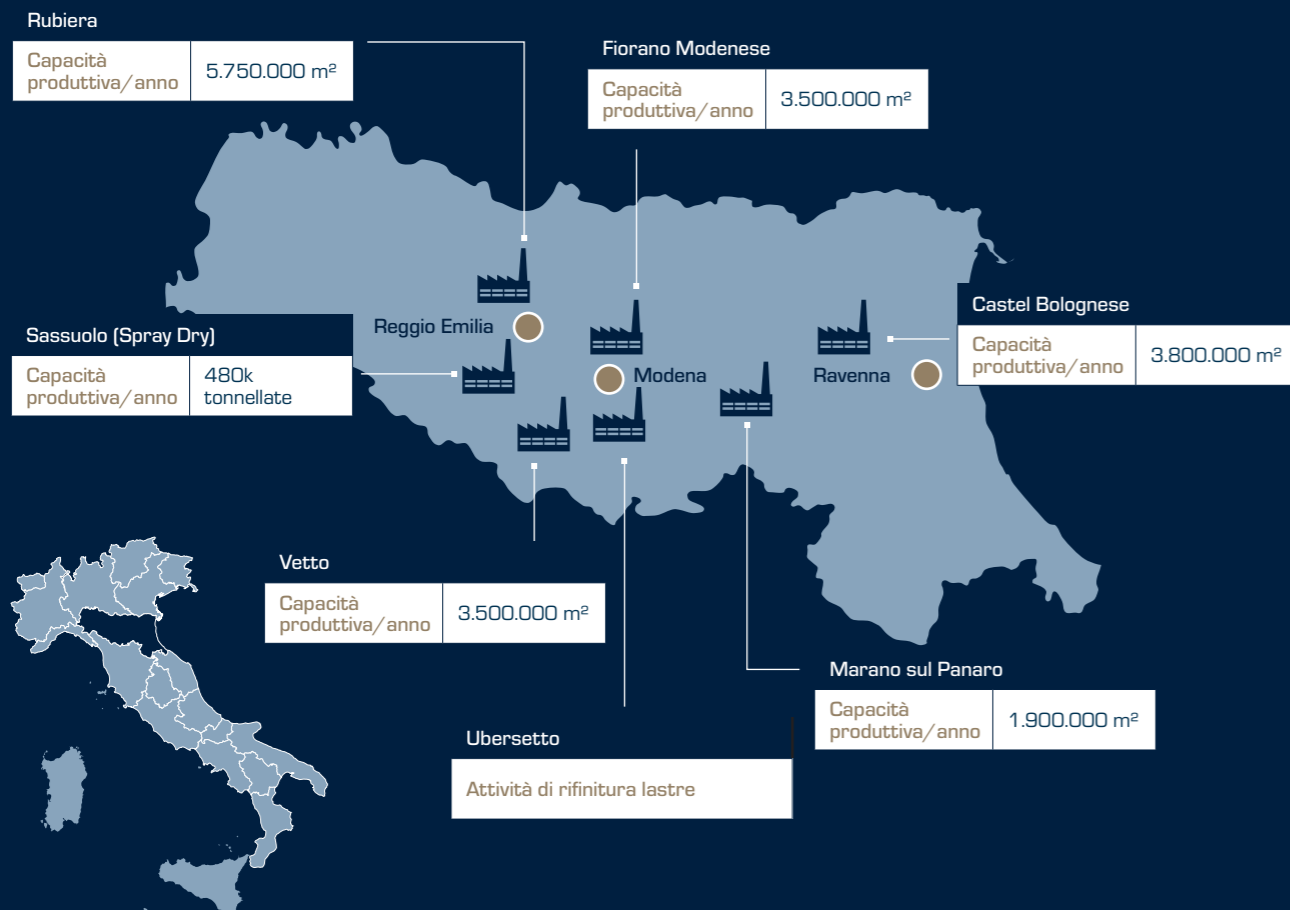 Rubiera
Capacità
produttiva/anno
5.750.000 m²
Fiorano Modenese
Capacità
produttiva/anno
3.500.000 m²
Castel Bolognese
Capacità
produttiva/anno
3.800.000 m²
Sassuolo (Spray Dry)
Capacità
produttiva/anno
480k
tonnellate
Reggio Emilia
Modena
Ravenna
Vetto
Capacità
produttiva/anno
3.500.000 m²
Marano sul Panaro
Capacità
produttiva/anno
1.900.000 m²
Ubersetto
Attività di rifinitura lastre